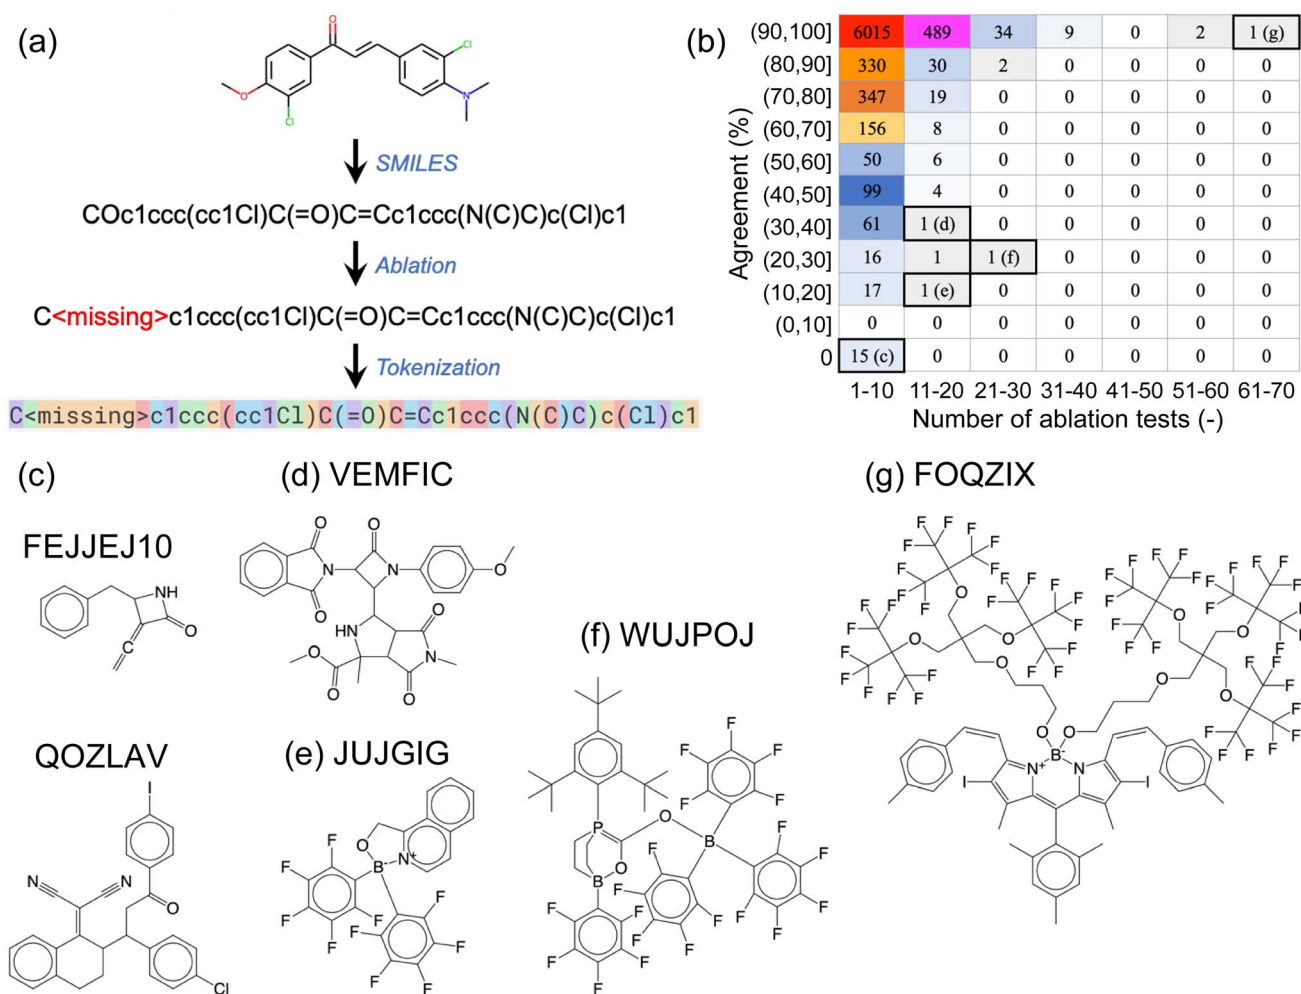 (a)
SMILES
COc1ccc(cc1Cl)C(=O)C=Cc1ccc(N(C)C)c(Cl)c1
Ablation
C<missing>c1ccc(cc1Cl)C(=O)C=Cc1ccc(N(C)C)c(Cl)c1
Tokenization
C<missing>c1ccc(cc1Cl)C(=O)C=Cc1ccc(N(C)C)c(Cl)c1
(b)
Agreement (%)
(90,100] 6015 489 34 9 0 2 1 (g)
(80,90] 330 30 2 0 0 0 0
(70,80] 347 19 0 0 0 0 0
(60,70] 156 8 0 0 0 0 0
(50,60] 50 6 0 0 0 0 0
(40,50] 99 4 0 0 0 0 0
(30,40] 61 1 (d) 0 0 0 0 0
(20,30] 16 1 1 (f) 0 0 0 0
(10,20] 17 1 (e) 0 0 0 0 0
(0,10] 0 0 0 0 0 0 0
0 15 (c) 0 0 0 0 0 0
1-10 11-20 21-30 31-40 41-50 51-60 61-70
Number of ablation tests (-)
(c)
FEJJEJ10
QOZLAV
(d) VEMFIC
(e) JUJGIG
(f) WUJPOJ
(g) FOQZIX